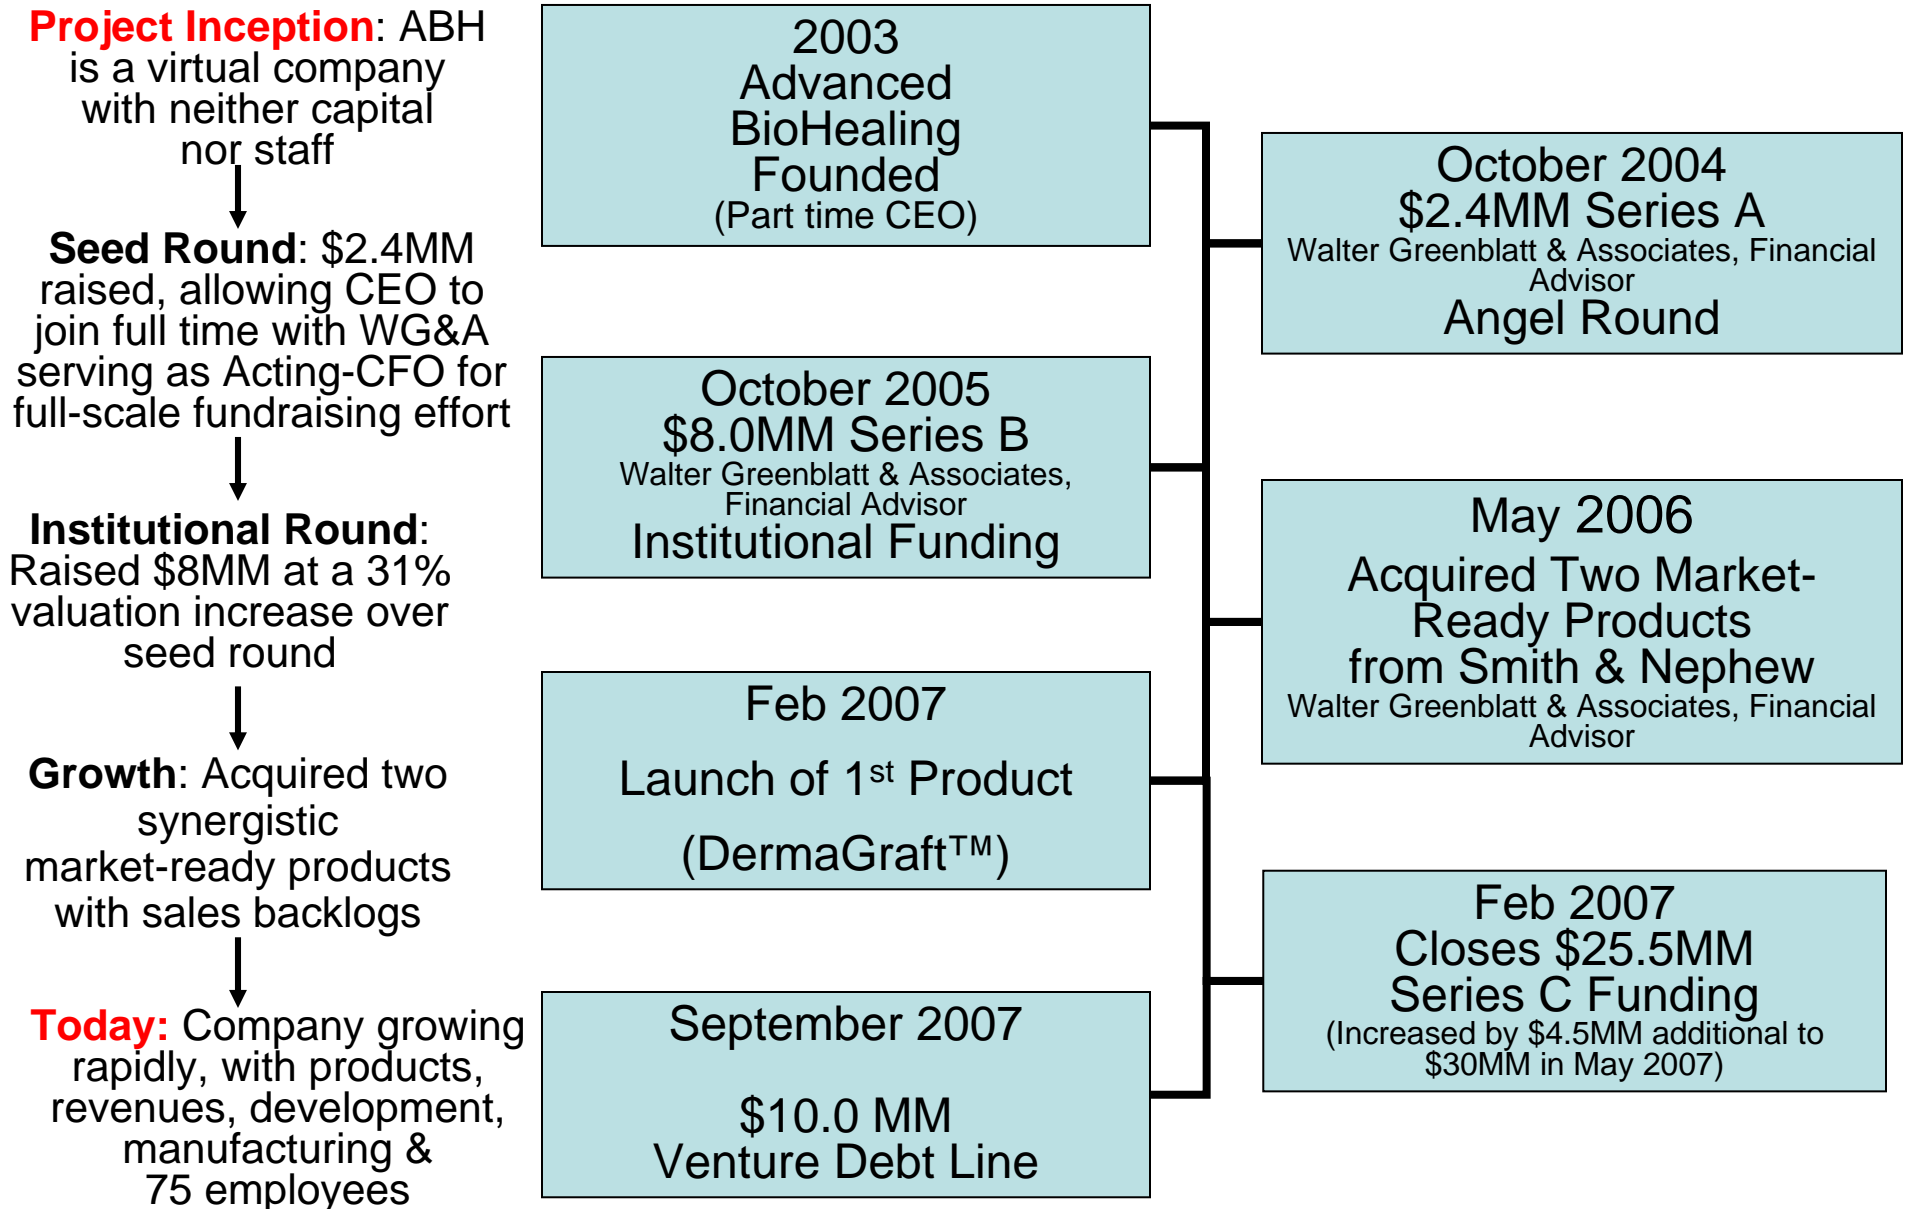 Project Inception: ABH
is a virtual company
with neither capital
nor staff
Seed Round: $2.4MM
raised, allowing CEO to
join full time with WG&A
serving as Acting-CFO for
full-scale fundraising effort
Institutional Round:
Raised $8MM at a 31%
valuation increase over
seed round
Growth: Acquired two
synergistic
market-ready products
with sales backlogs
Today: Company growing
rapidly, with products,
revenues, development,
manufacturing &
75 employees
2003
Advanced
BioHealing
Founded
(Part time CEO)
October 2004
$2.4MM Series A
Walter Greenblatt & Associates, Financial
Advisor
Angel Round
October 2005
$8.0MM Series B
Walter Greenblatt & Associates,
Financial Advisor
Institutional Funding
May 2006
Acquired Two Market-
Ready Products
from Smith & Nephew
Walter Greenblatt & Associates, Financial
Advisor
Feb 2007
Launch of 1st Product
(DermaGraft™)
Feb 2007
Closes $25.5MM
Series C Funding
(Increased by $4.5MM additional to
$30MM in May 2007)
September 2007
$10.0 MM
Venture Debt Line